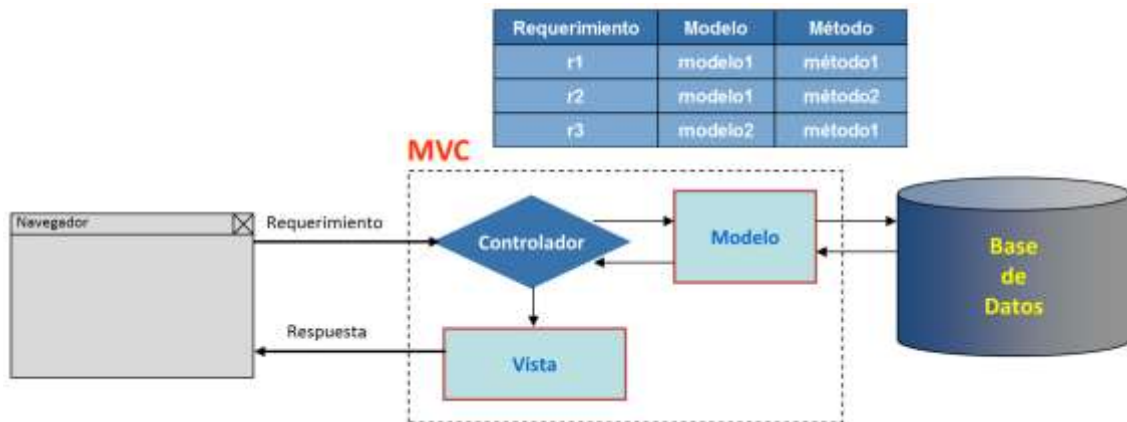 Requerimiento Modelo Método
r1 modelo1 método1
r2 modelo1 método2
r3 modelo2 método1
MVC
Navegador
Requerimiento
Controlador
Modelo
Base
de
Datos
Respuesta
Vista